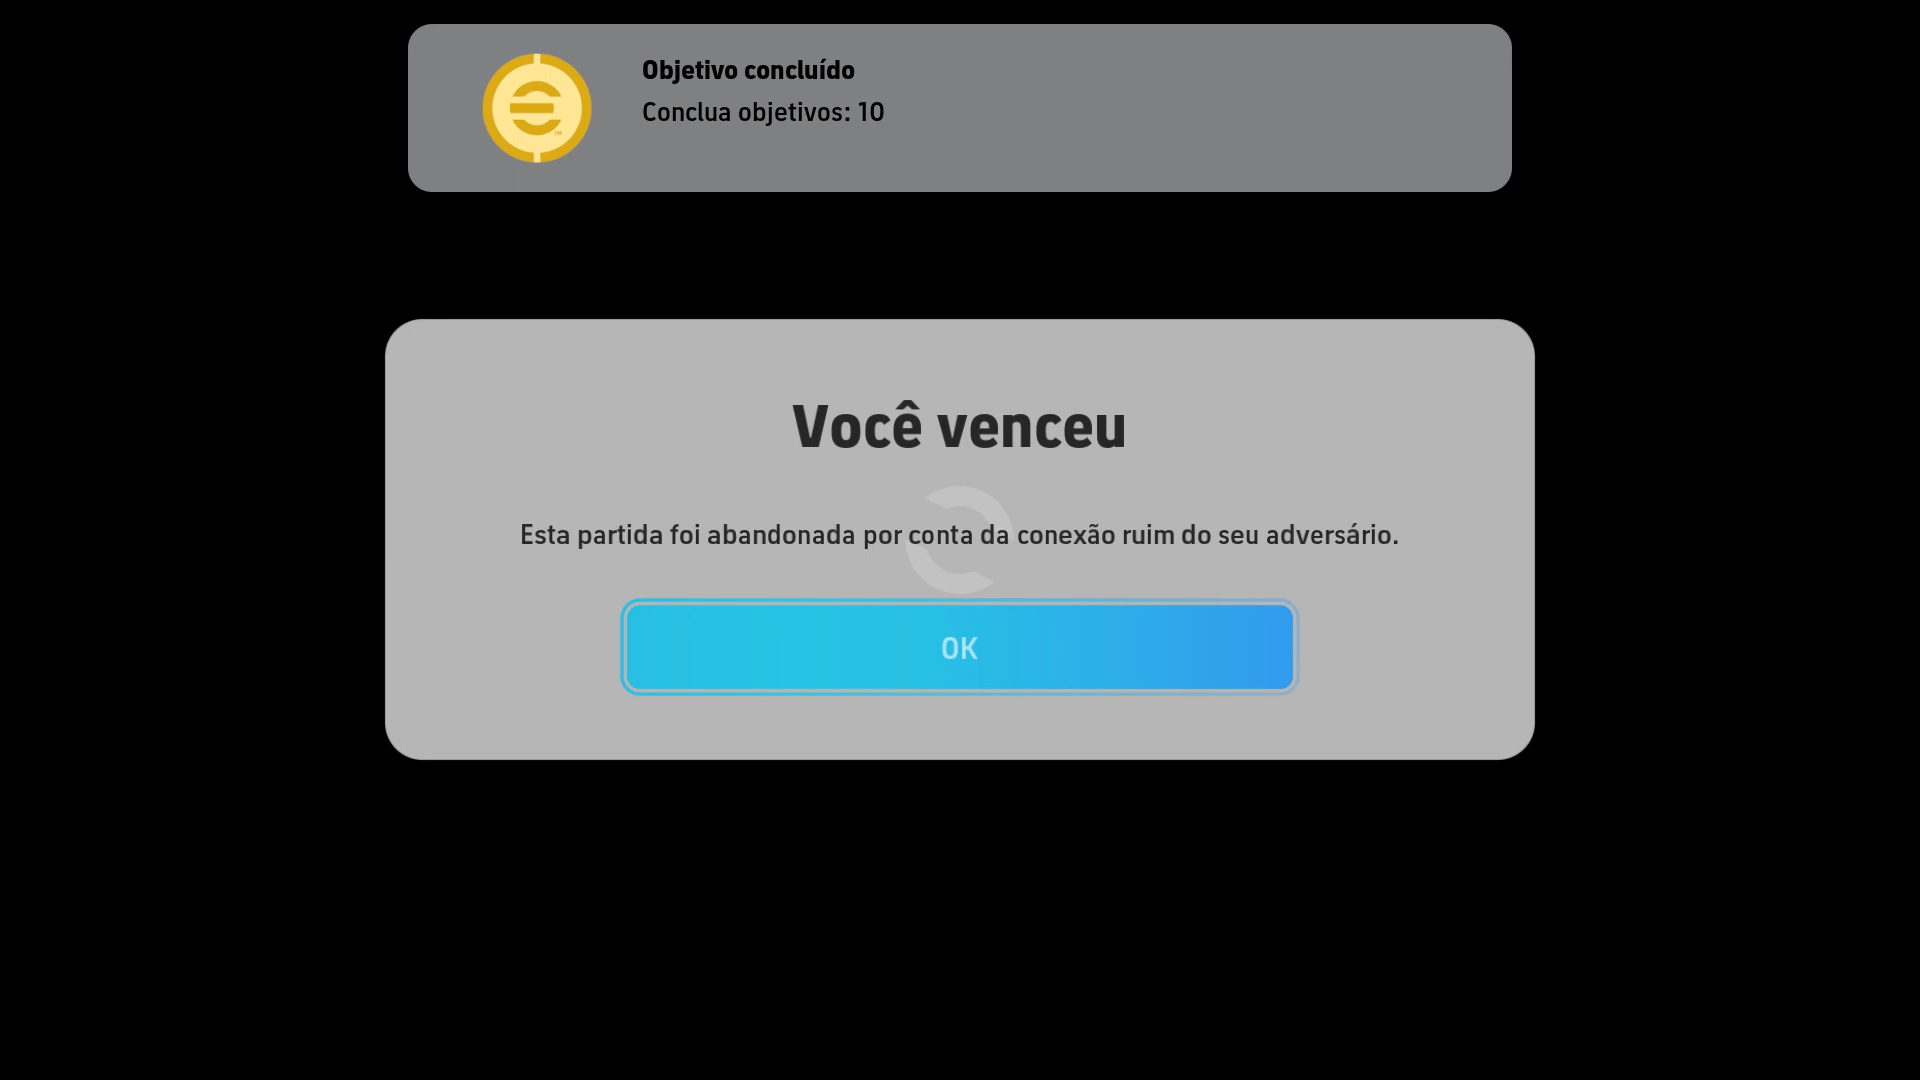 Objetivo concluído
Conclua objetivos: 10
Você venceu
Esta partida foi abandonada por conta da conexão ruim do seu adversário.
OK